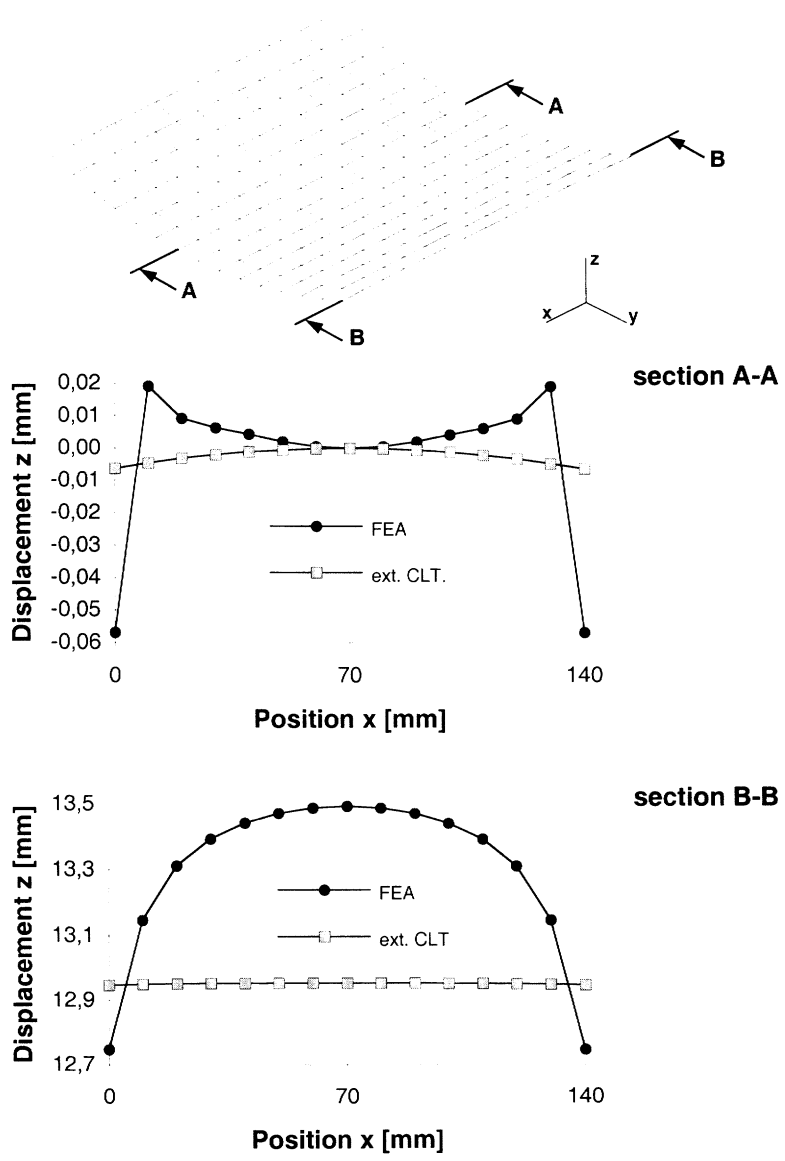 A
B
A
B
z
x
y
section A-A
Displacement z [mm]
0,02
0,01
0,00
-0,01
-0,02
-0,03
-0,04
-0,05
-0,06
FEA
ext. CLT.
0 70 140
Position x [mm]
section B-B
Displacement z [mm]
13,5
13,3
13,1
12,9
12,7
FEA
ext. CLT
0 70 140
Position x [mm]